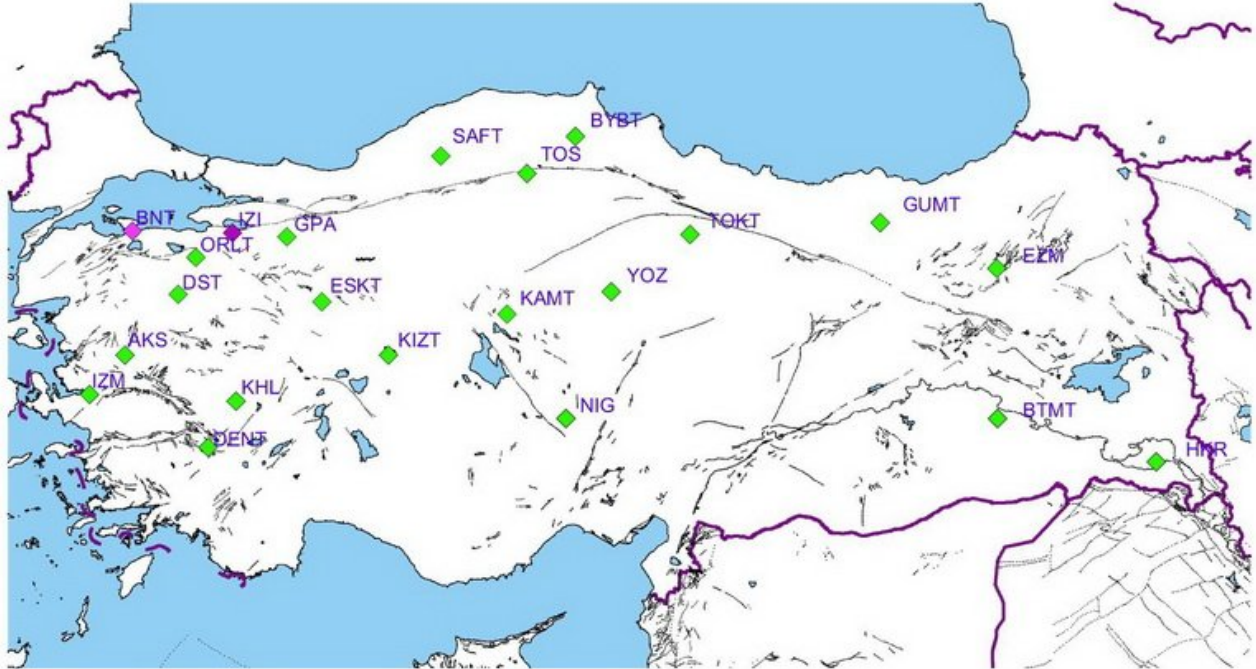 BYBT
SAFT
TOS
GUMT
BNT
IZI
GPA
TOKT
ORLT
EZM
DST
ESKT
YOZ
KAMT
AKS
KIZT
IZM
KHL
NIG
BTMT
DENT
HKR